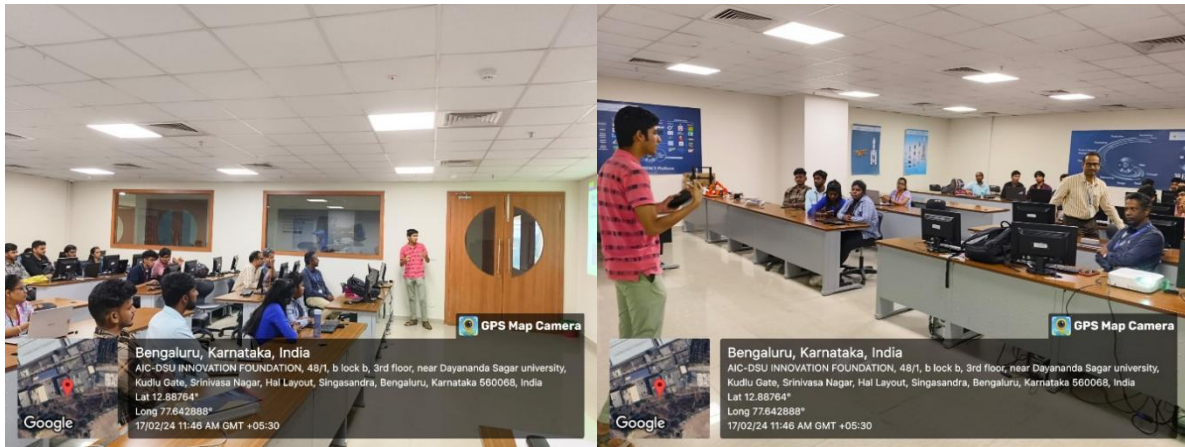 GPS Map Camera
Bengaluru, Karnataka, India
AIC-DSU INNOVATION FOUNDATION, 48/1, b lock b, 3rd floor, near Dayananda Sagar university,
Kudlu Gate, Srinivasa Nagar, Hal Layout, Singasandra, Bengaluru, Karnataka 560068, India
Lat 12.88764°
Long 77.642888°
17/02/24 11:46 AM GMT +05:30
Google
GPS Map Camera
Bengaluru, Karnataka, India
AIC-DSU INNOVATION FOUNDATION, 48/1, b lock b, 3rd floor, near Dayananda Sagar university,
Kudlu Gate, Srinivasa Nagar, Hal Layout, Singasandra, Bengaluru, Karnataka 560068, India
Lat 12.88764°
Long 77.642888°
17/02/24 11:46 AM GMT +05:30
Google